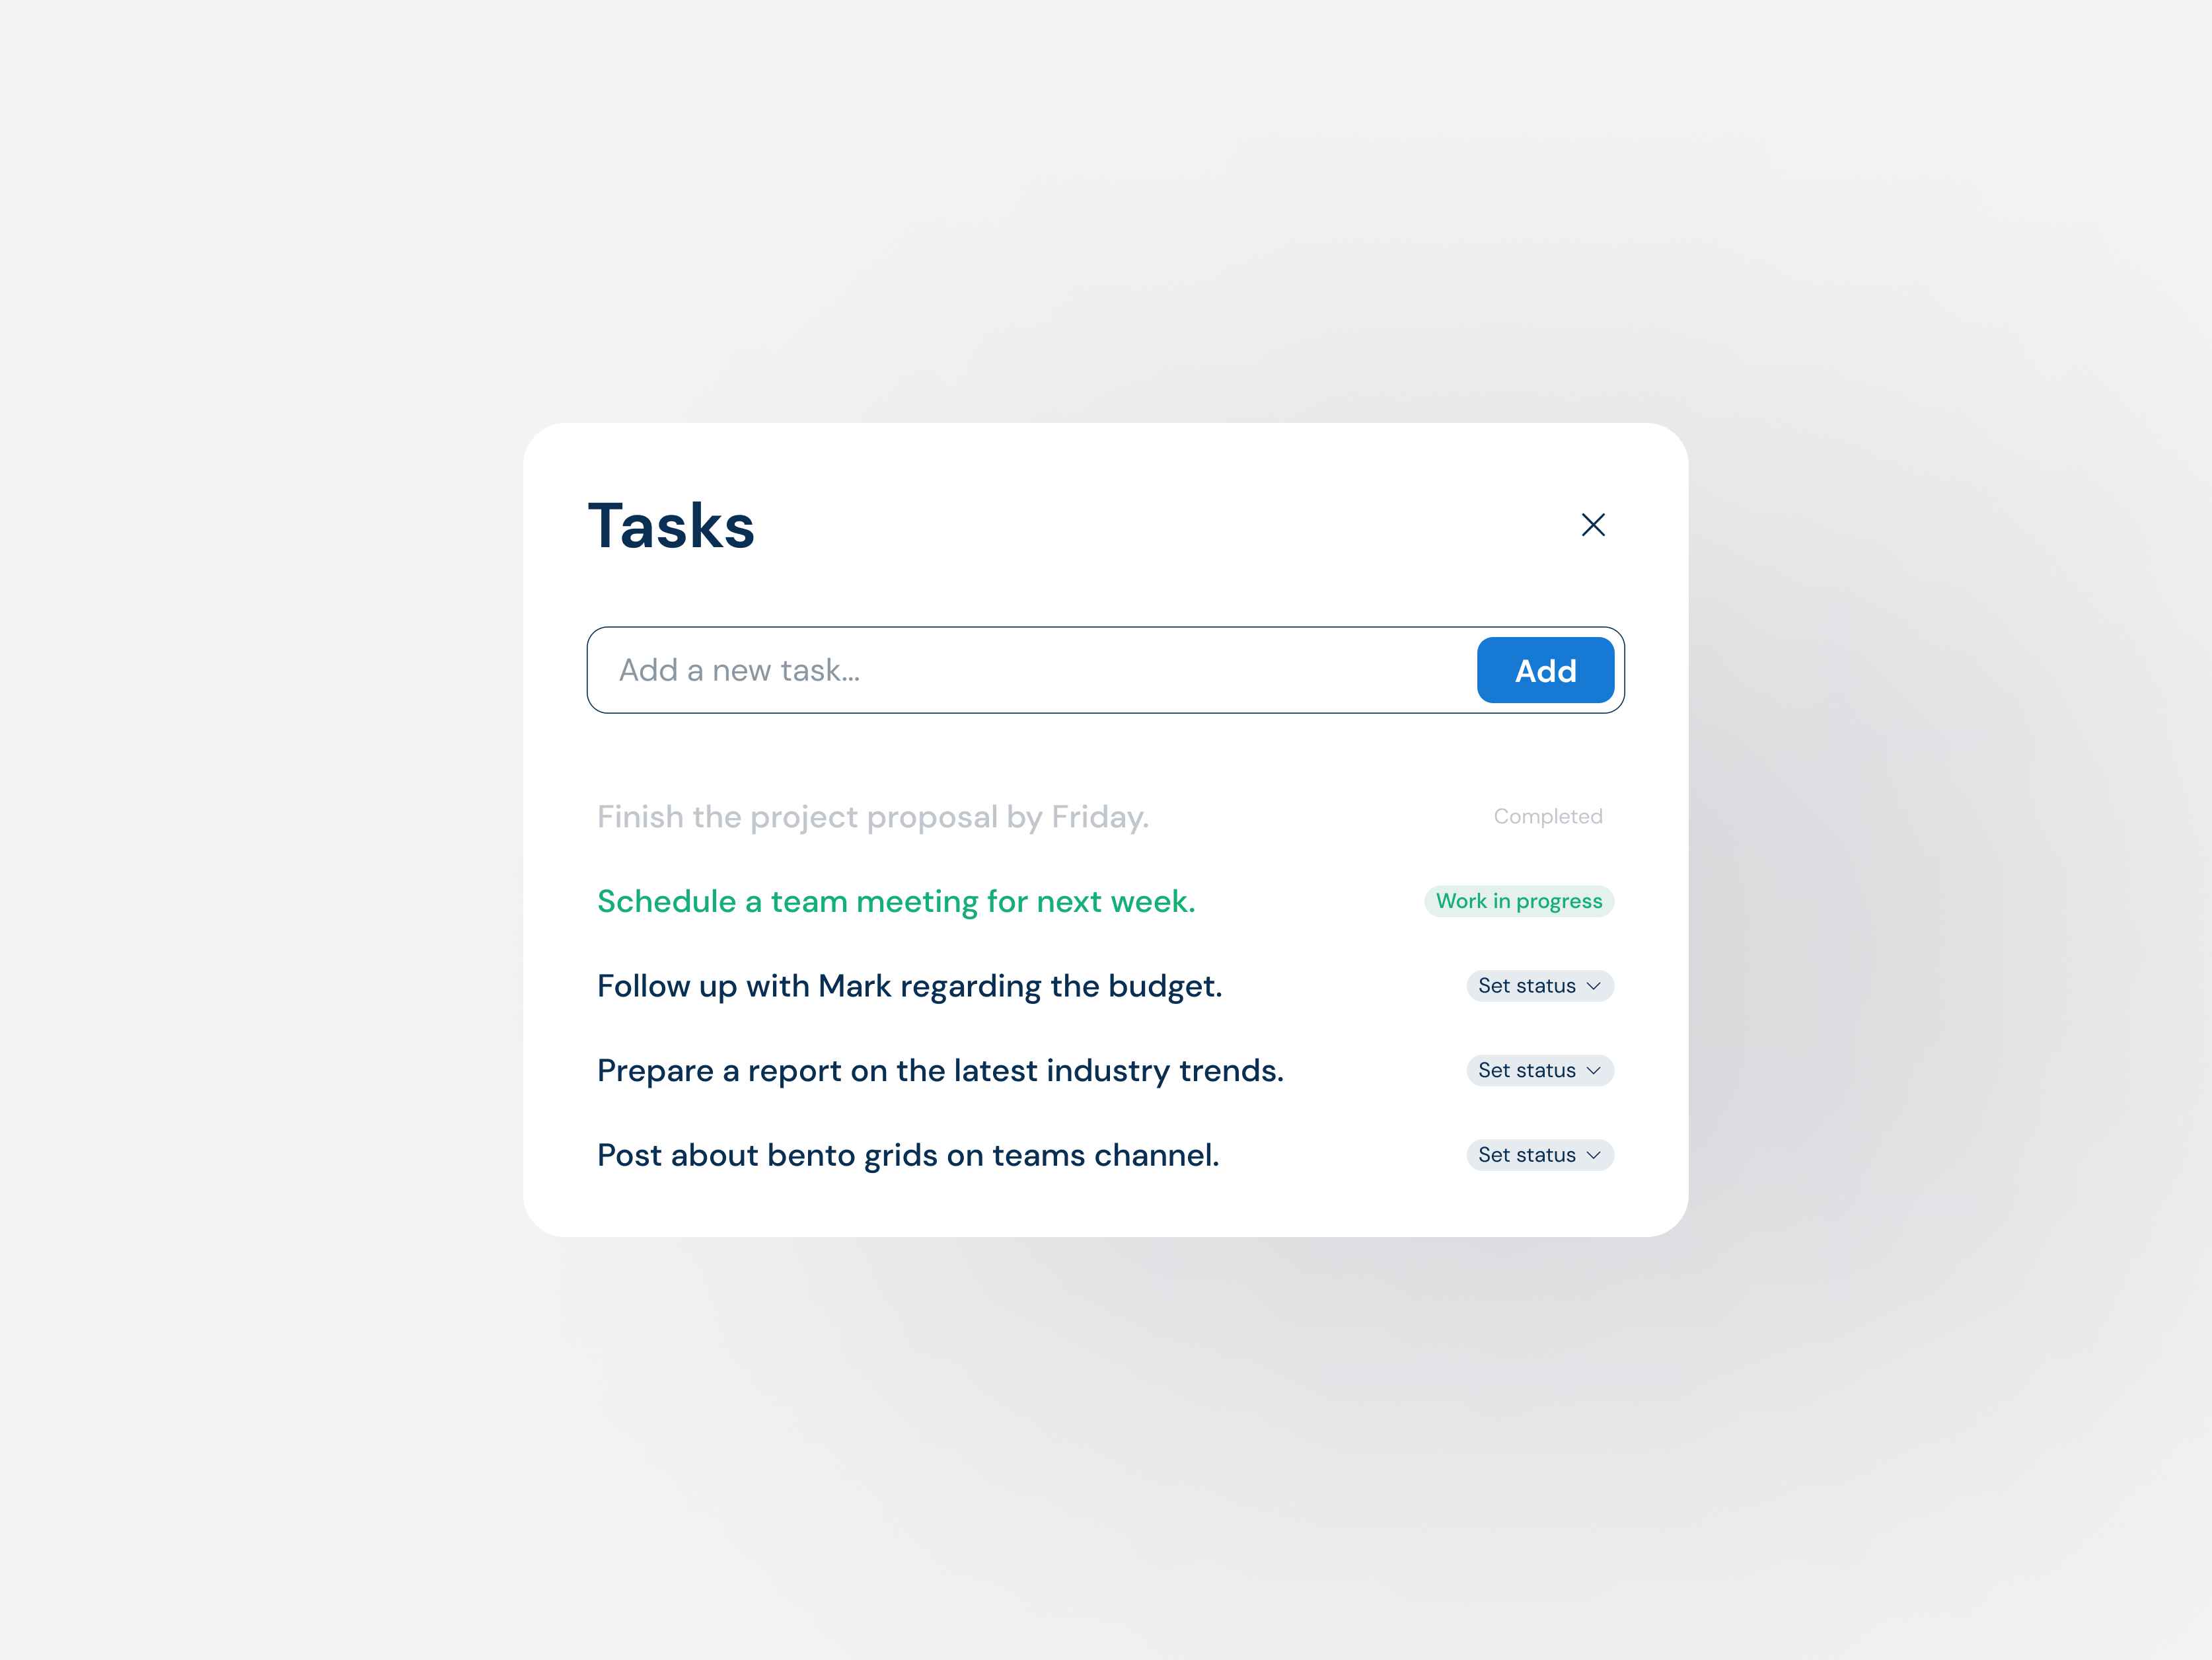 Tasks
Add a new task...
Add
Finish the project proposal by Friday.
Completed
Schedule a team meeting for next week.
Work in progress
Follow up with Mark regarding the budget.
Set status
Prepare a report on the latest industry trends.
Set status
Post about bento grids on teams channel.
Set status